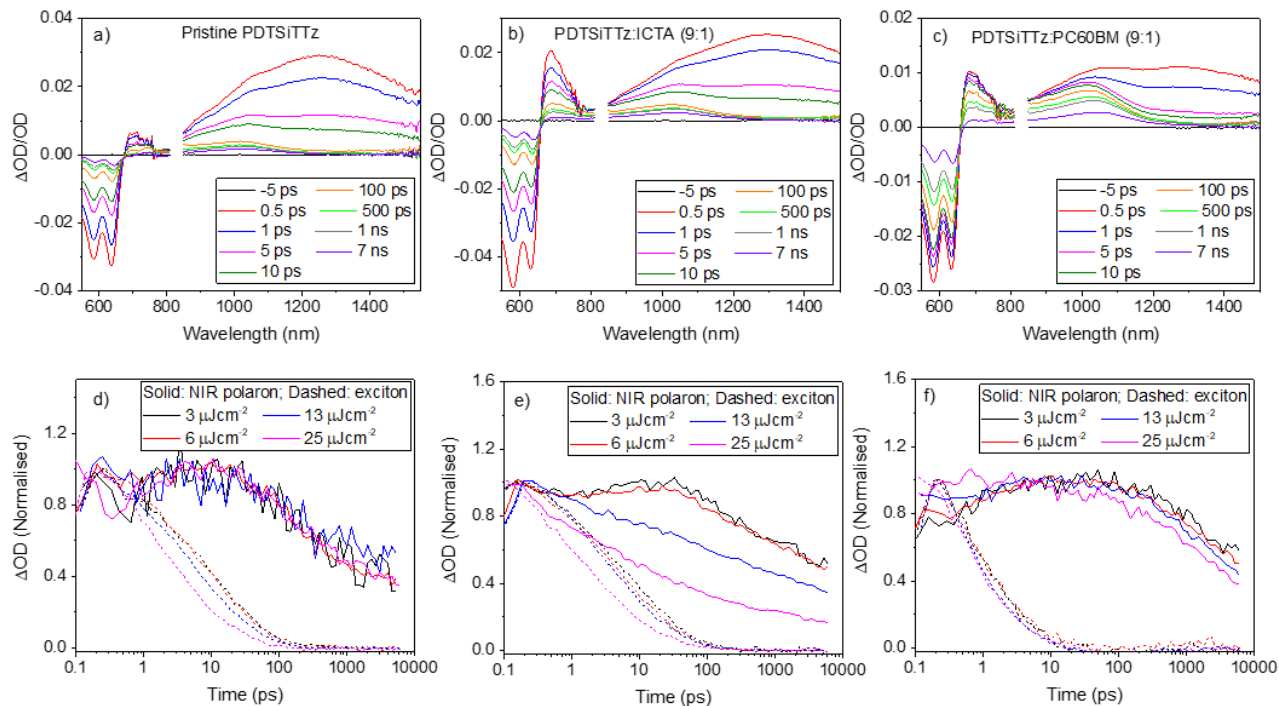 a)
Pristine PDTSiTTz
0.04
0.02
0.00
-0.02
-0.04
ΔOD/OD
-5 ps
0.5 ps
1 ps
5 ps
10 ps
100 ps
500 ps
1 ns
7 ns
600 800 1000 1200 1400
Wavelength (nm)
b)
PDTSiTTz:ICTA (9:1)
0.03
0.02
0.01
0.00
-0.01
-0.02
-0.03
-0.04
-0.05
ΔOD/OD
-5 ps
0.5 ps
1 ps
5 ps
10 ps
100 ps
500 ps
1 ns
7 ns
600 800 1000 1200 1400
Wavelength (nm)
c)
PDTSiTTz:PC60BM (9:1)
0.02
0.01
0.00
-0.01
-0.02
-0.03
ΔOD/OD
-5 ps
0.5 ps
1 ps
5 ps
10 ps
100 ps
500 ps
1 ns
7 ns
600 800 1000 1200 1400
Wavelength (nm)
d)
Solid: NIR polaron; Dashed: exciton
3 μJcm-2 13 μJcm-2
6 μJcm-2 25 μJcm-2
1.2
0.8
0.4
0.0
ΔOD (Normalised)
0.1 1 10 100 1000 10000
Time (ps)
e)
Solid: NIR polaron; Dashed: exciton
3 μJcm-2 13 μJcm-2
6 μJcm-2 25 μJcm-2
1.6
1.2
0.8
0.4
0.0
ΔOD (Normalised)
0.1 1 10 100 1000 10000
Time (ps)
f)
Solid: NIR polaron; Dashed: exciton
3 μJcm-2 13 μJcm-2
6 μJcm-2 25 μJcm-2
1.6
1.2
0.8
0.4
0.0
ΔOD (Normalised)
0.1 1 10 100 1000 10000
Time (ps)